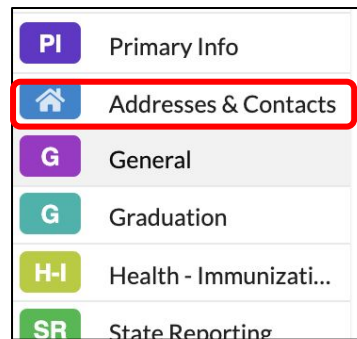 PI Primary Info
Addresses & Contacts
G General
G Graduation
H-I Health - Immunizati...
SR State Reporting